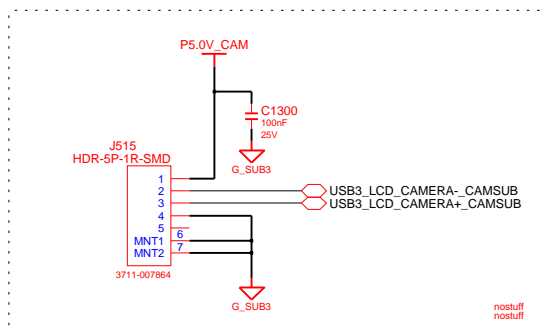 P5.0V_CAM
C1300
100nF
25V
G_SUB3
J515
HDR-5P-1R-SMD
1
2
USB3_LCD_CAMERA-_CAMSUB
3
USB3_LCD_CAMERA+_CAMSUB
4
5
MNT1 6
MNT2 7
3711-007864
G_SUB3
nostuff
nostuff